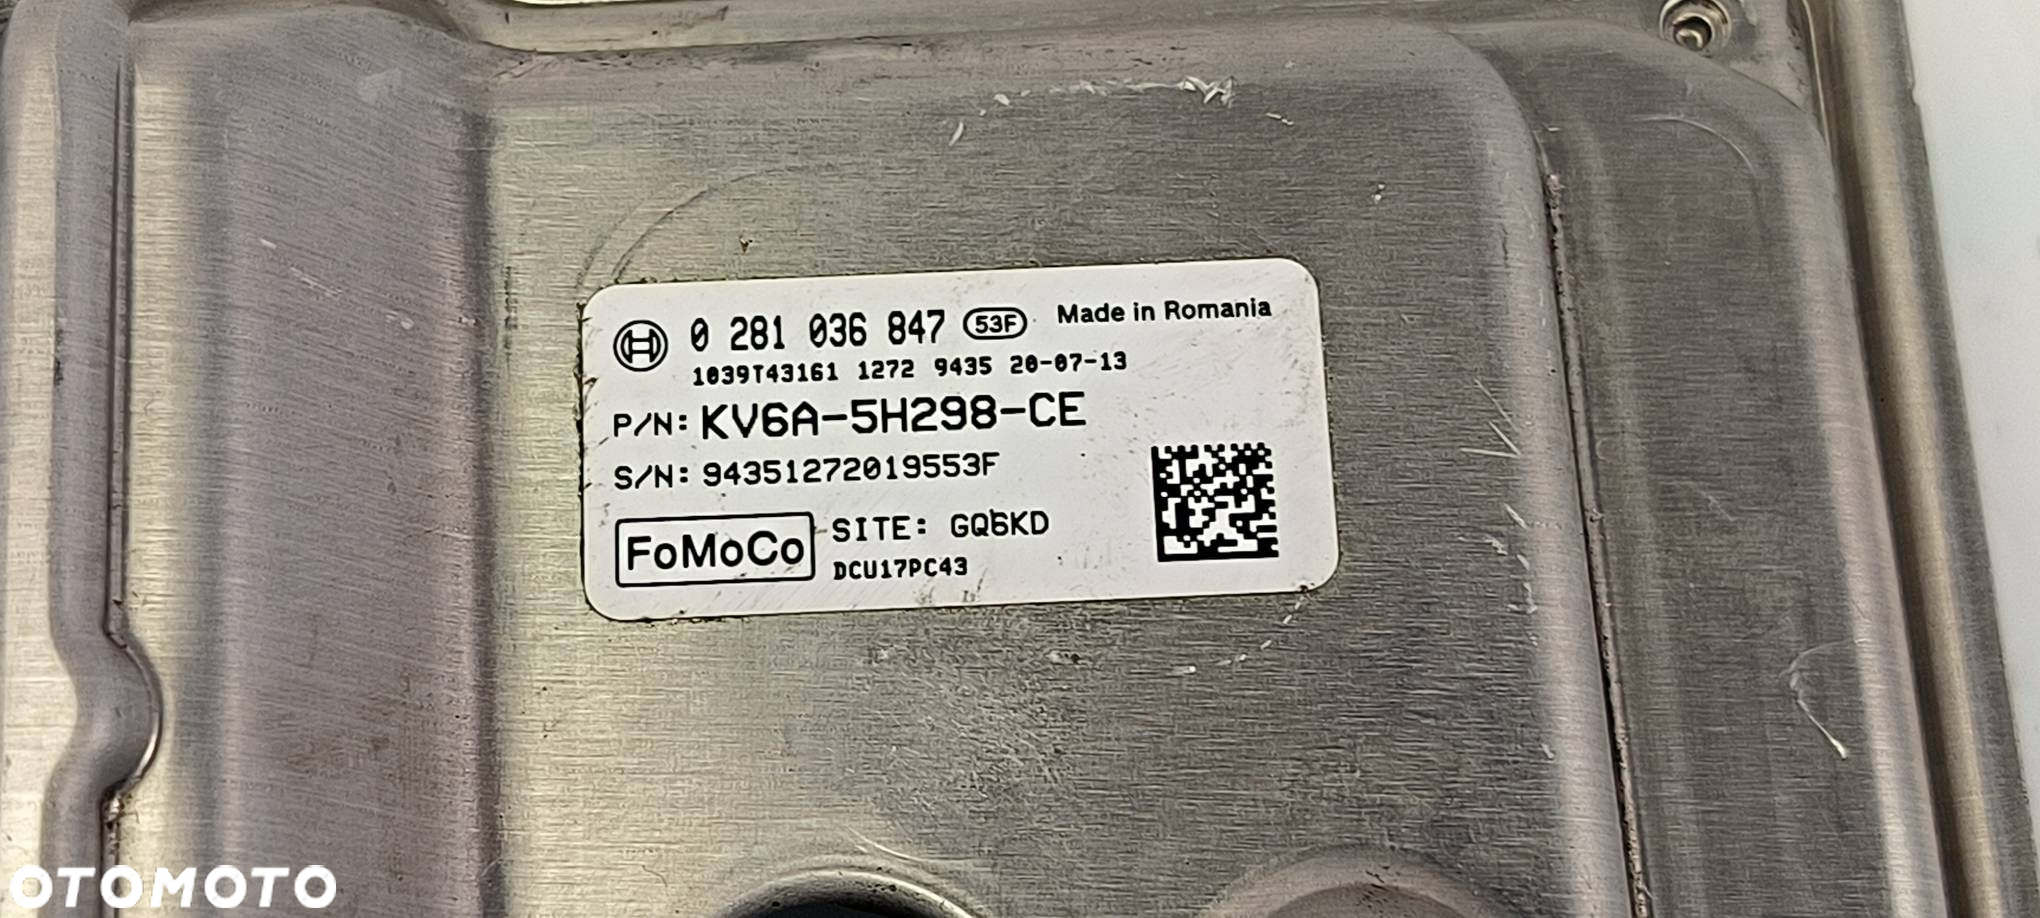 0 281 036 847 53F Made in Romania
1039T43161 1272 9435 20-07-13
P/N: KV6A-5H298-CE
S/N: 94351272019553F
FoMoCo SITE: GQ6KD
DCU17PC43
OTOMOTO